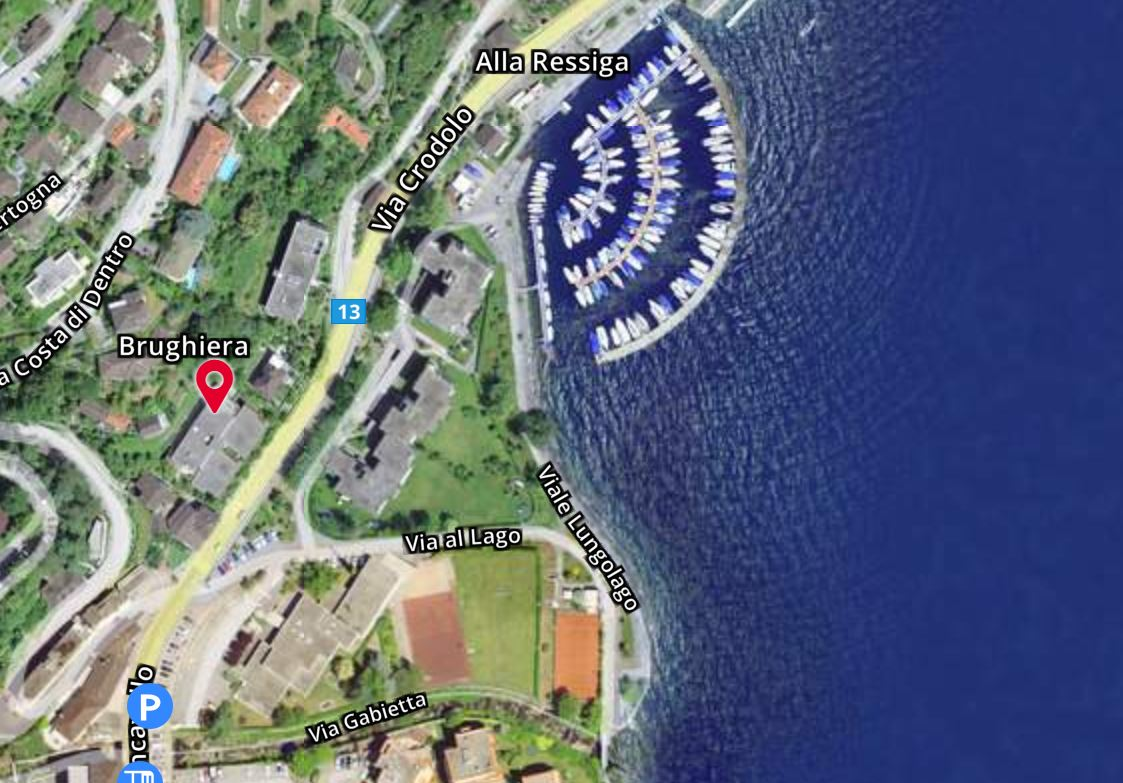 Alla Ressiga
Via Crodolo
13
Costa di Dentro
Brughiera
Viale Lungolago
Via al Lago
Via Gabietta
P